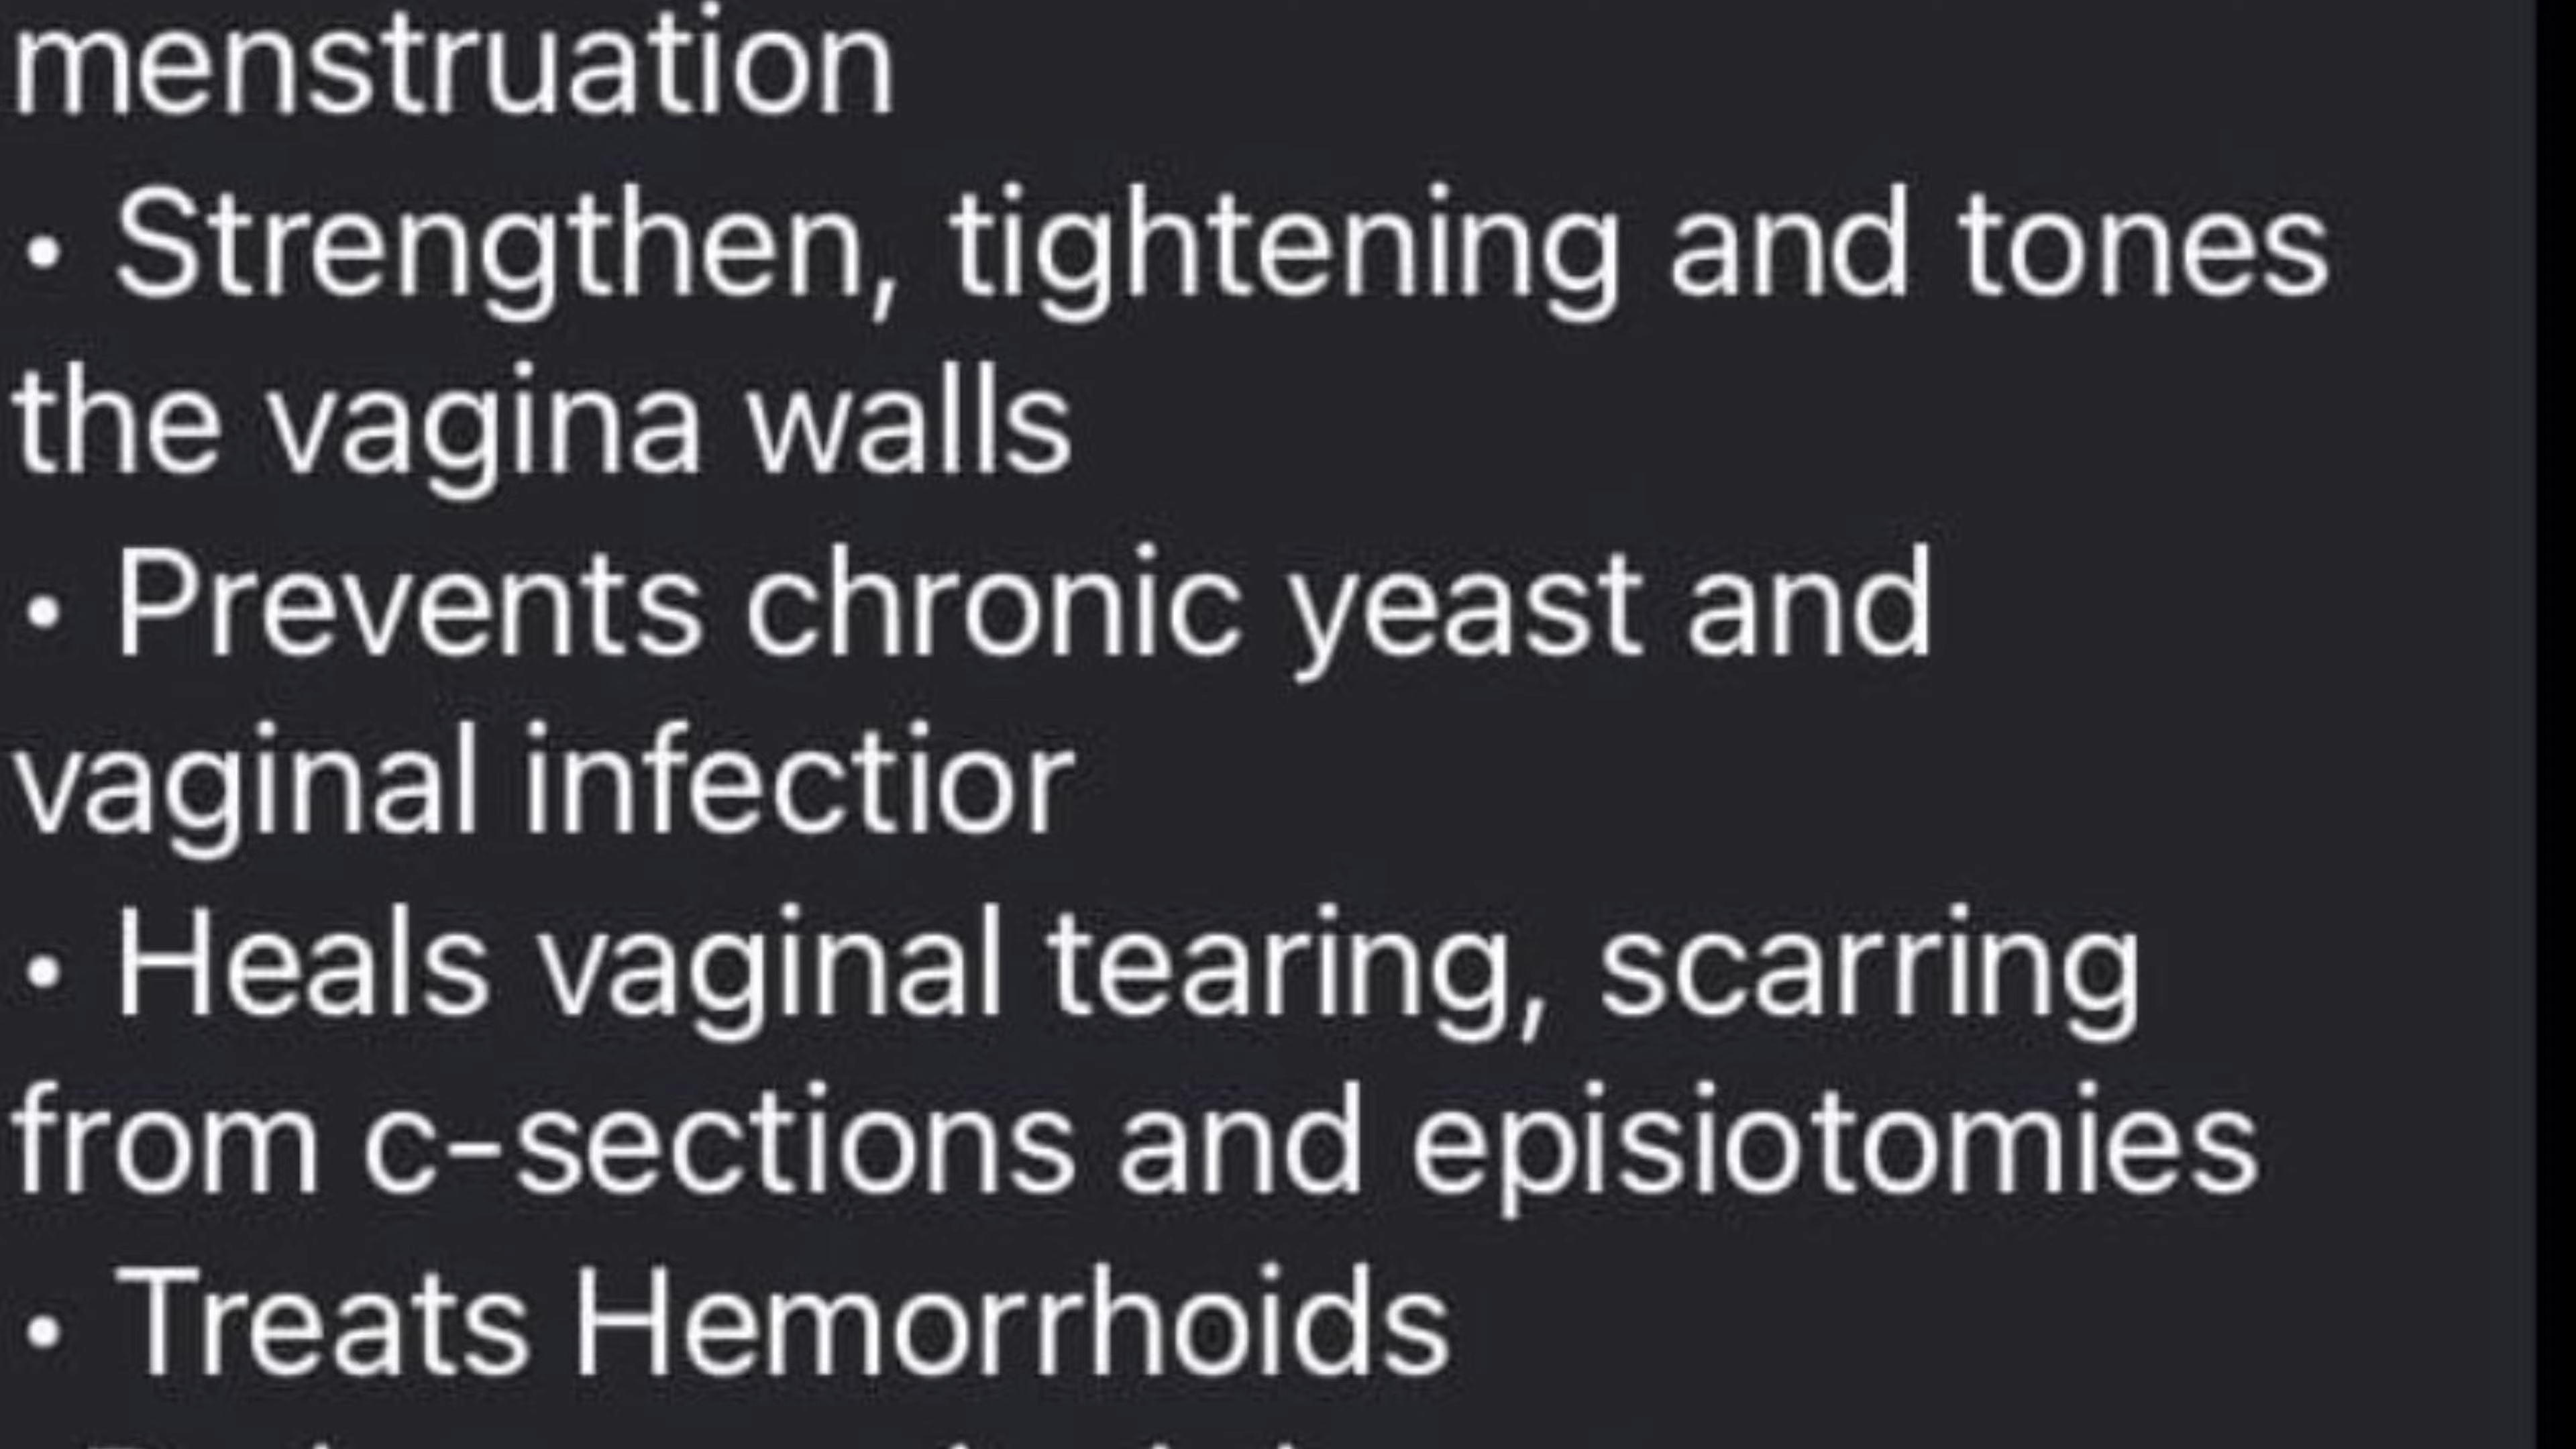 menstruation
• Strengthen, tightening and tones
the vagina walls
• Prevents chronic yeast and
vaginal infectior
• Heals vaginal tearing, scarring
from c-sections and episiotomies
• Treats Hemorrhoids